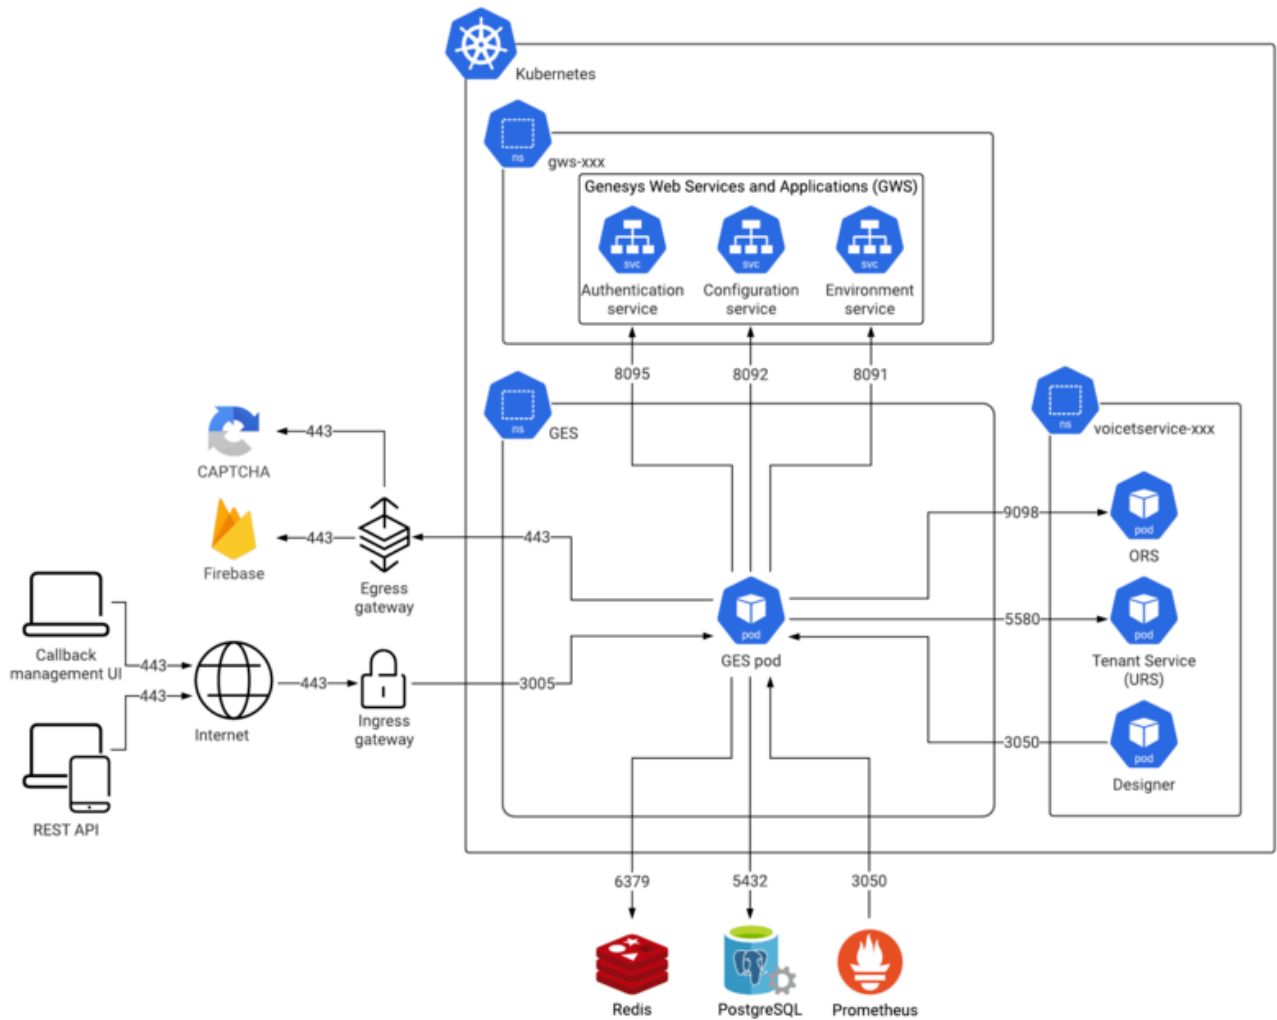 Kubernetes
ns
gws-xxx
Genesys Web Services and Applications (GWS)
svc
svc
svc
Authentication
service
Configuration
service
Environment
service
8095
8092
8091
ns
GES
ns
voicetservice-xxx
443
CAPTCHA
443
Firebase
Egress
gateway
443
9098
pod
ORS
5580
pod
Tenant Service
(URS)
pod
GES pod
Callback
management UI
443
443
Internet
443
Ingress
gateway
3005
3050
pod
Designer
REST API
6379
5432
3050
Redis
PostgreSQL
Prometheus